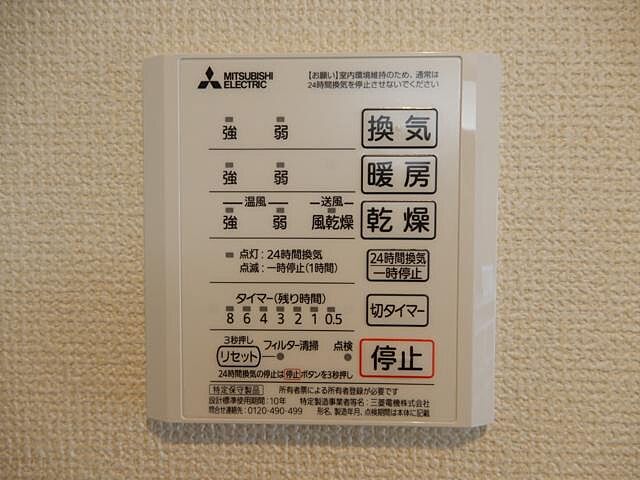 MITSUBISHI ELECTRIC
【お願い】室内環境維持のため、通常は
24時間換気を停止させないでください
強 弱 換気
強 弱 暖房
温風 送風
強 弱 風乾燥 乾燥
点灯:24時間換気
点滅:一時停止(1時間)
24時間換気
一時停止
タイマー(残り時間)
8 6 4 3 2 1 0.5
切タイマー
3秒押し
リセット フィルター清掃 点検
停止
24時間換気の停止は停止ボタンを3秒押し
特定保守製品 所有者票による所有者登録が必要です
設計標準使用期間:10年 特定製造事業者等名:三菱電機株式会社
問合せ連絡先:0120-490-499 形名、製造年月、点検期間は本体に記載